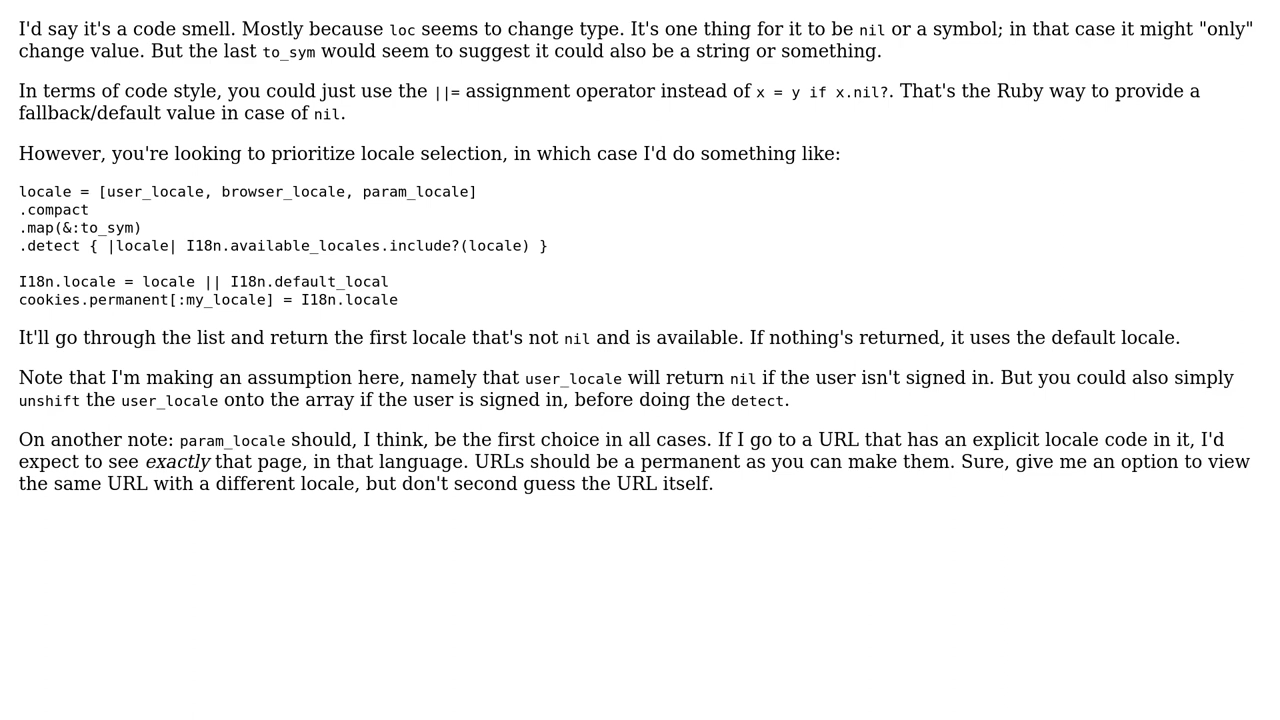 I'd say it's a code smell. Mostly because loc seems to change type. It's one thing for it to be nil or a symbol; in that case it might "only"
change value. But the last to_sym would seem to suggest it could also be a string or something.
In terms of code style, you could just use the ||= assignment operator instead of x = y if x.nil?. That's the Ruby way to provide a
fallback/default value in case of nil.
However, you're looking to prioritize locale selection, in which case I'd do something like:
locale = [user_locale, browser_locale, param_locale]
.compact
.map(&:to_sym)
.detect { |locale| I18n.available_locales.include?(locale) }
I18n.locale = locale || I18n.default_local
cookies.permanent[:my_locale] = I18n.locale
It'll go through the list and return the first locale that's not nil and is available. If nothing's returned, it uses the default locale.
Note that I'm making an assumption here, namely that user_locale will return nil if the user isn't signed in. But you could also simply
unshift the user_locale onto the array if the user is signed in, before doing the detect.
On another note: param_locale should, I think, be the first choice in all cases. If I go to a URL that has an explicit locale code in it, I'd
expect to see exactly that page, in that language. URLs should be a permanent as you can make them. Sure, give me an option to view
the same URL with a different locale, but don't second guess the URL itself.